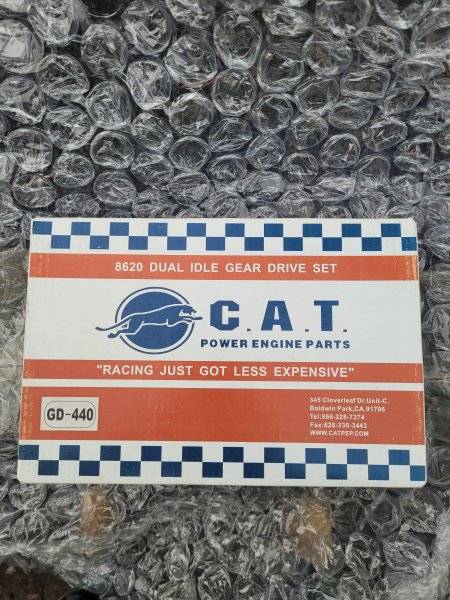 8620 DUAL IDLE GEAR DRIVE SET
C.A.T.
POWER ENGINE PARTS
"RACING JUST GOT LESS EXPENSIVE"
GD-440
345 Cloverleaf Dr.Unit-C.
Baldwin Park,CA.91706
Tel:866-228-7374
Fax:626-330-3443
WWW.CATPEP.COM